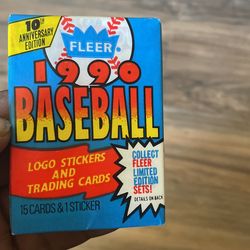 10TH
ANNIVERSARY
EDITION
FLEER
1990
BASEBALL
LOGO STICKERS
AND
TRADING CARDS
COLLECT
FLEER
LIMITED
EDITION
SETS!
DETAILS ON BACK
15 CARDS & 1 STICKER